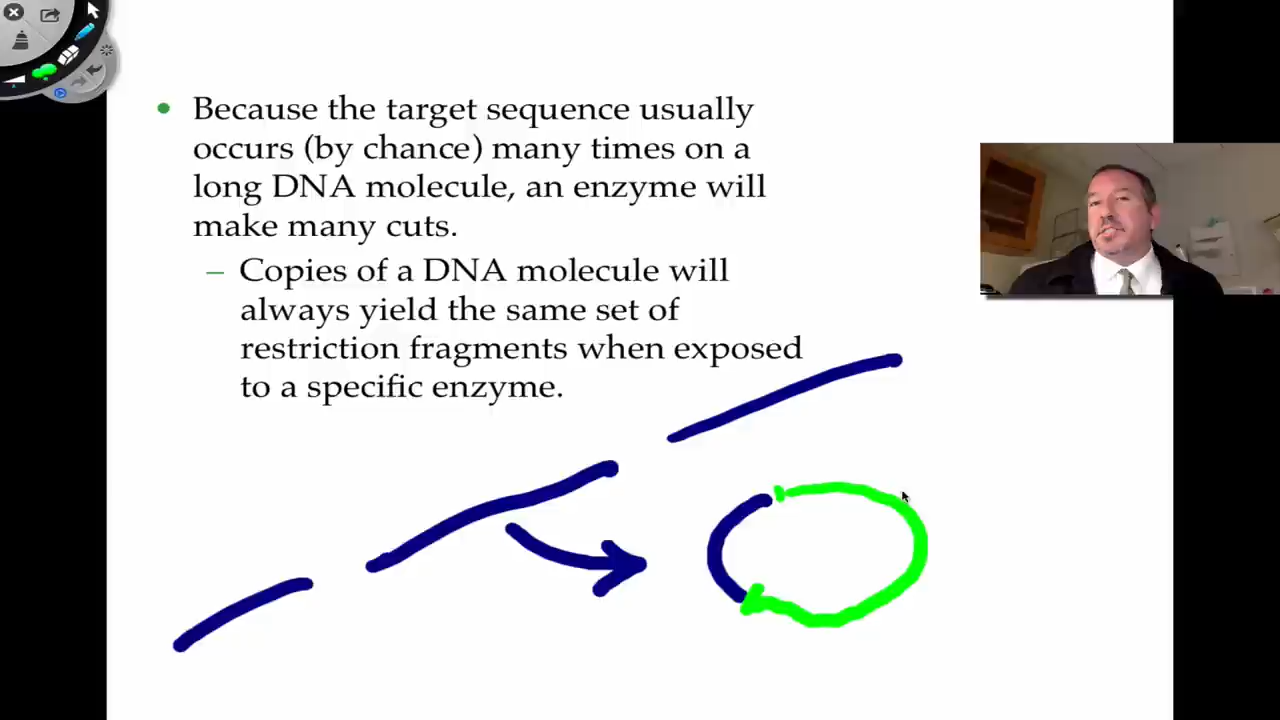 • Because the target sequence usually
occurs (by chance) many times on a
long DNA molecule, an enzyme will
make many cuts.
– Copies of a DNA molecule will
always yield the same set of
restriction fragments when exposed
to a specific enzyme.